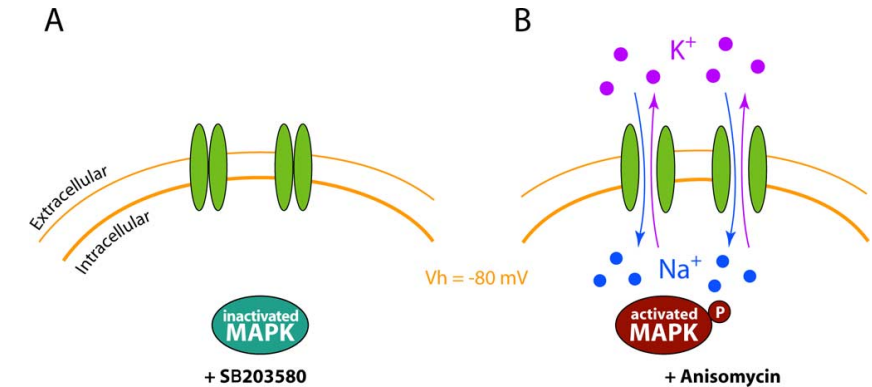 A
Extracellular
Intracellular
inactivated
MAPK
+ SB203580
Vh = -80 mV
B
K+
Na+
activated
MAPK
P
+ Anisomycin